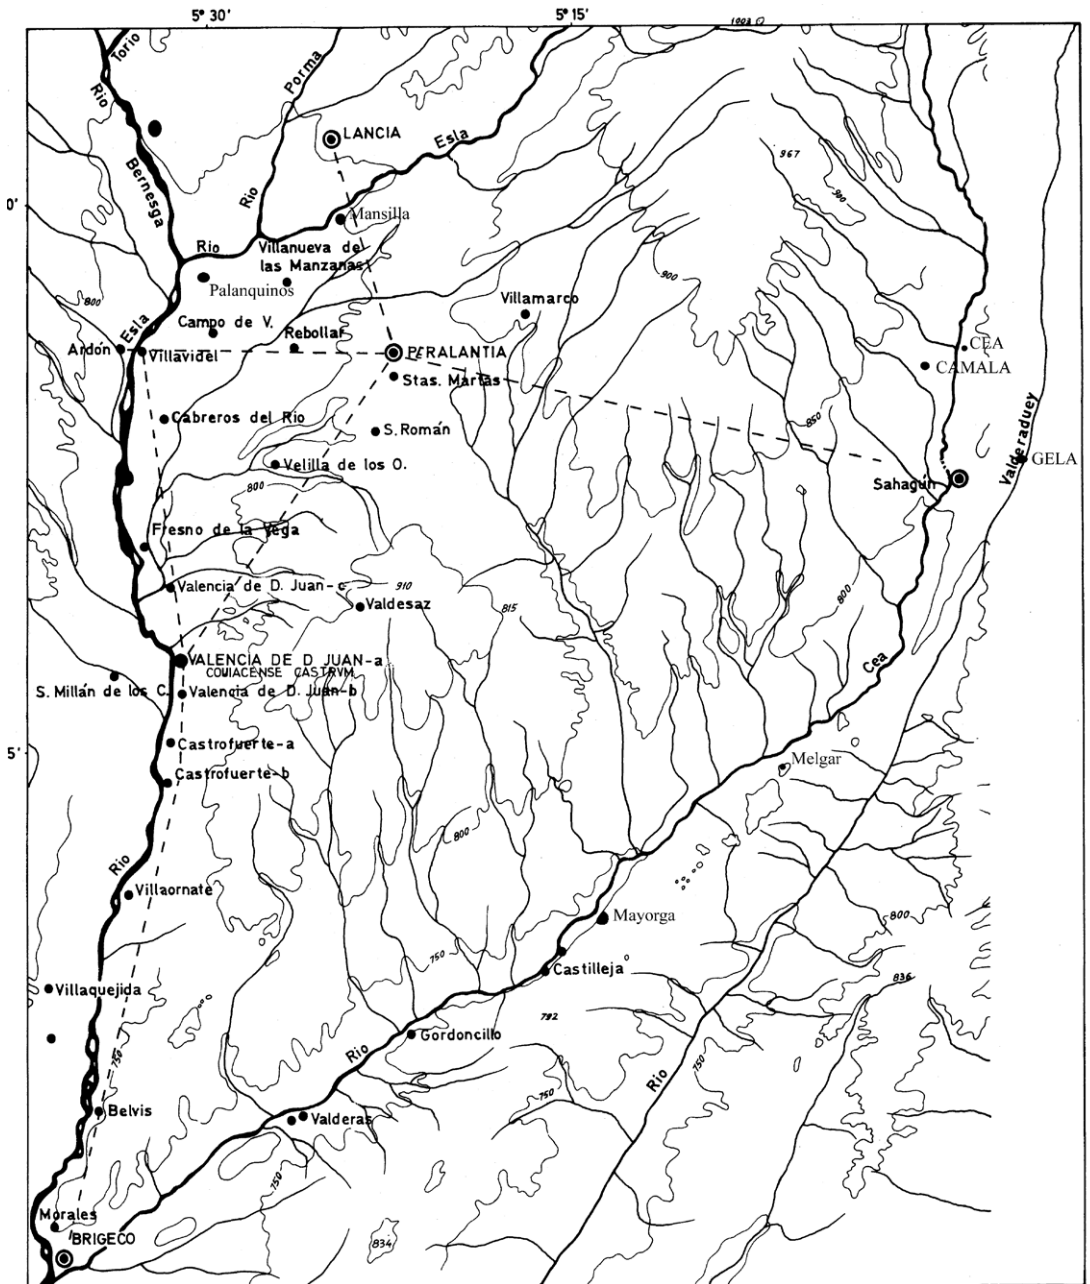 5º 30'
5º 15'
1002
Torio
Rio
Bernesga
Porma
Rio
LANCIA
Esla
967
900
0'
Mansilla
Rio
Villanueva de
las Manzanas
Palanquinos
900
800
Villamarco
Esla
Campo de V.
Rebollar
Ardón
Villavidel
PERALANTIA
CEA
CAMALA
Stas. Martas
Cabreros del Rio
S. Román
850
Valderaduey
Velilla de los O.
GELA
Sahagún
800
Fresno de la Vega
Valencia de D. Juan-c
910
Valdesaz
815
800
Cea
VALENCIA DE D JUAN-a
COVIACENSE CASTRVM
S. Millán de los C.
Valencia de D. Juan-b
Castrofuerte-a
5'
Melgar
Castrofuerte-b
800
Rio
Villaornate
Mayorga
800
750
Castilleja
836
Villaquejida
792
Gordoncillo
Rio
750
Rio
750
750
Belvis
Valderas
750
Morales
BRIGECO
834